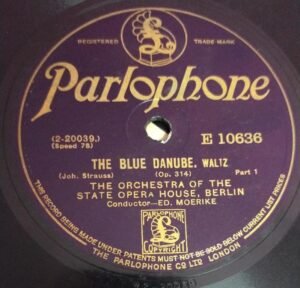 REGISTERED TRADE-MARK
Parlophone
(2-20039.)
(Speed 78)
E 10636
THE BLUE DANUBE. WALTZ
(Joh. Strauss) (Op. 314) Part 1
THE ORCHESTRA OF THE
STATE OPERA HOUSE, BERLIN
Conductor—ED. MOERIKE
PARLOPHONE
COPYRIGHT
THIS RECORD BEING MADE UNDER PATENTS MUST NOT BE SOLD BELOW CURRENT LIST PRICES
THE PARLOPHONE CO LTD LONDON